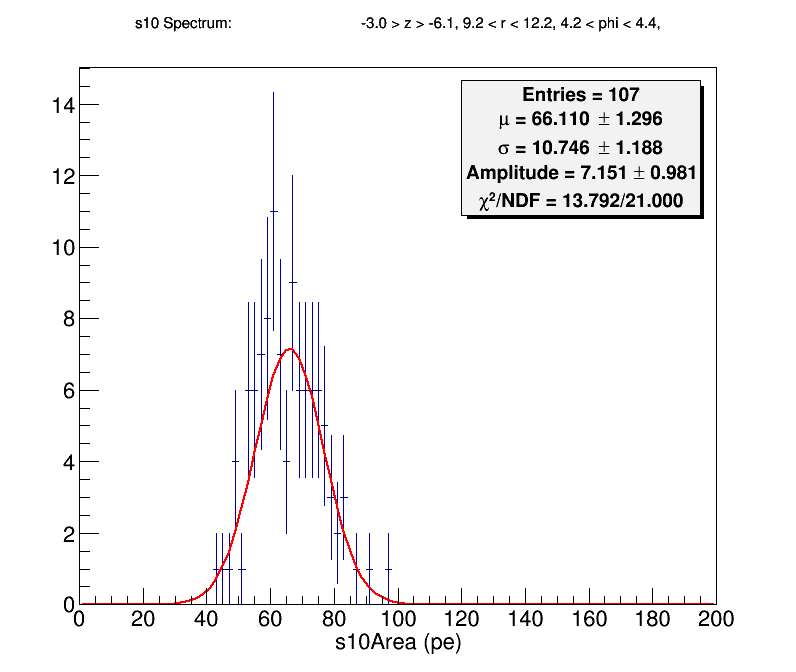 s10 Spectrum: -3.0 > z > -6.1, 9.2 < r < 12.2, 4.2 < phi < 4.4,
Entries = 107
μ = 66.110 ± 1.296
σ = 10.746 ± 1.188
Amplitude = 7.151 ± 0.981
χ²/NDF = 13.792/21.000
14
12
10
8
6
4
2
0
0 20 40 60 80 100 120 140 160 180 200
s10Area (pe)